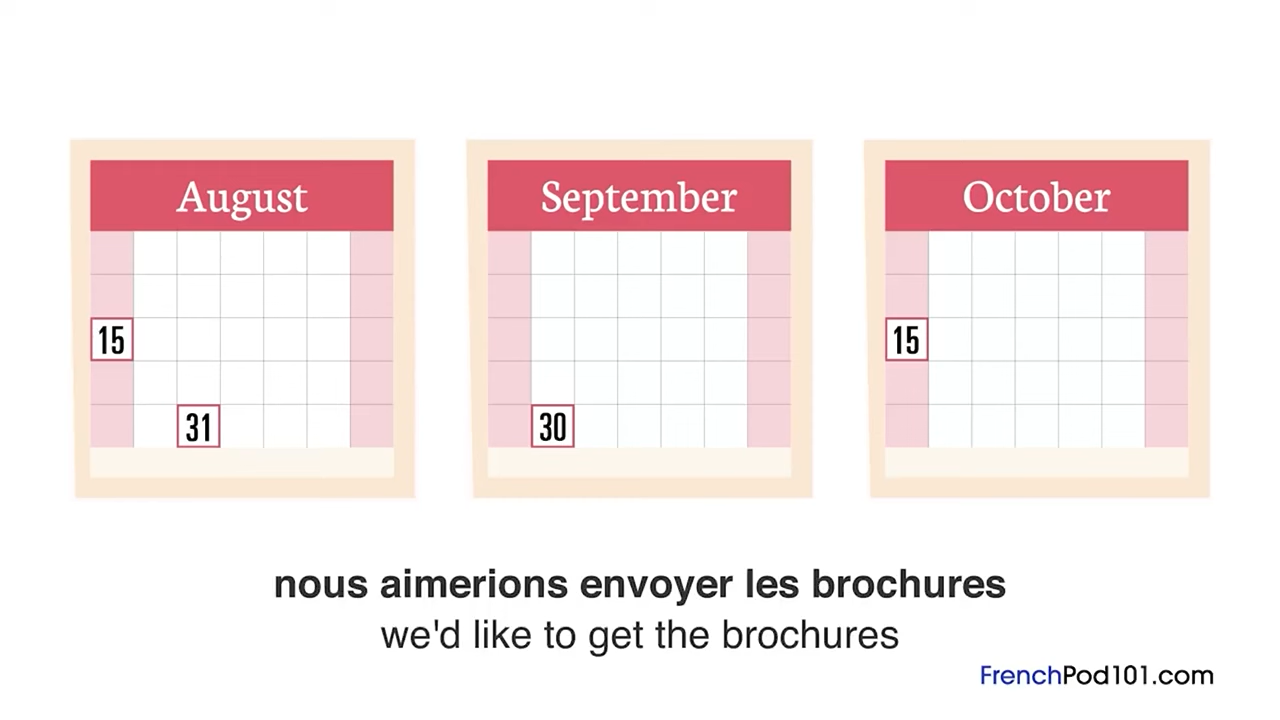 August
September
October
15
15
31
30
nous aimerions envoyer les brochures
we'd like to get the brochures
FrenchPod101.com